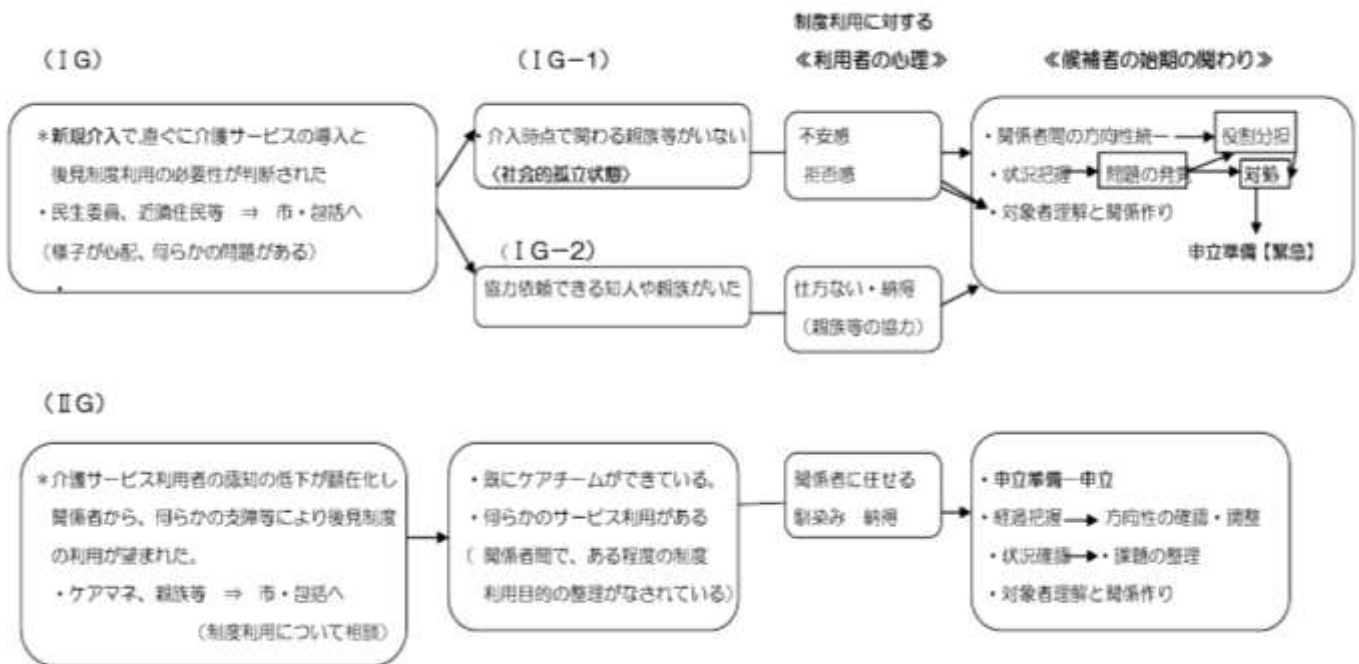 制度利用に対する
(ⅠG)
(ⅠG-1)
≪利用者の心理≫
≪候補者の始期の関わり≫
*新規介入で直ぐに介護サービスの導入と
後見制度利用の必要性が判断された
・民生委員、近隣住民等 ⇒ 市・包括へ
(様子が心配、何らかの問題がある)
・
・介入時点で関わる親族等がいない
〈社会的孤立状態〉
不安感
拒否感
・関係者間の方向性統一 → 役割分担
・状況把握 → 問題の発覚 → 対処
・対象者理解と関係作り
申立準備【緊急】
(ⅠG-2)
協力依頼できる知人や親族がいた
仕方ない・納得
(親族等の協力)
(ⅡG)
*介護サービス利用者の認知の低下が顕在化し
関係者から、何らかの支障等により後見制度
の利用が望まれた。
・ケアマネ、親族等 ⇒ 市・包括へ
(制度利用について相談)
・既にケアチームができている。
・何らかのサービス利用がある
( 関係者間で、ある程度の制度
利用目的の整理がなされている)
関係者に任せる
馴染み 納得
・申立準備―申立
・経過把握 → 方向性の確認・調整
・状況確認 → ・課題の整理
・対象者理解と関係作り